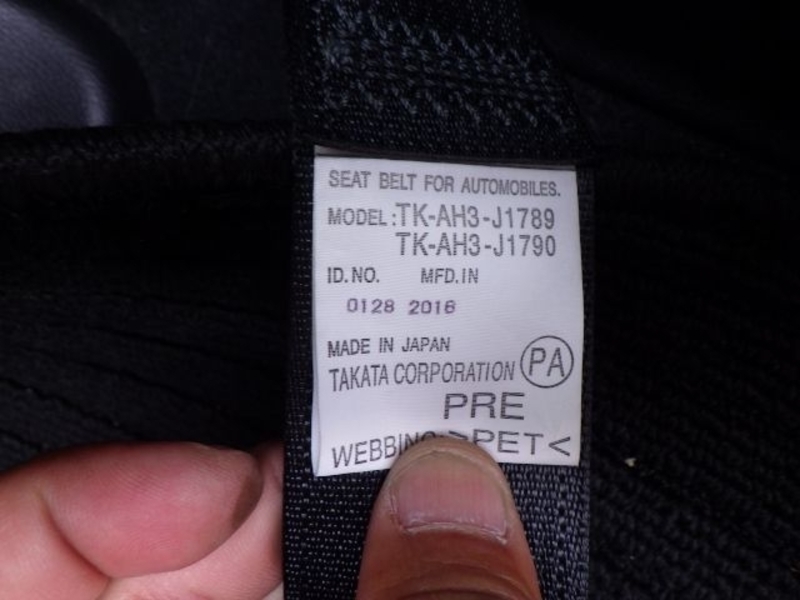 SEAT BELT FOR AUTOMOBILES.
MODEL:TK-AH3-J1789
TK-AH3-J1790
ID.NO. MFD.IN
0128 2016
MADE IN JAPAN
TAKATA CORPORATION PA
PRE
WEBBING >PET<